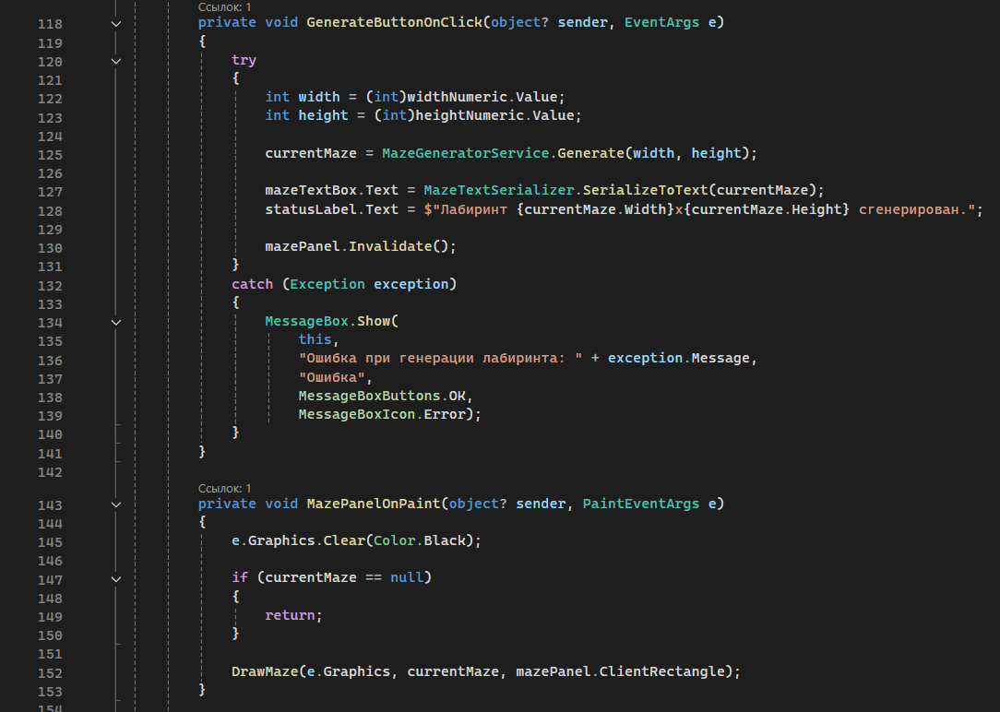 Ссылок: 1
118 private void GenerateButtonOnClick(object? sender, EventArgs e)
119 {
120 try
121 {
122 int width = (int)widthNumeric.Value;
123 int height = (int)heightNumeric.Value;
124
125 currentMaze = MazeGeneratorService.Generate(width, height);
126
127 mazeTextBox.Text = MazeTextSerializer.SerializeToText(currentMaze);
128 statusLabel.Text = $"Лабиринт {currentMaze.Width}x{currentMaze.Height} сгенерирован.";
129
130 mazePanel.Invalidate();
131 }
132 catch (Exception exception)
133 {
134 MessageBox.Show(
135 this,
136 "Ошибка при генерации лабиринта: " + exception.Message,
137 "Ошибка",
138 MessageBoxButtons.OK,
139 MessageBoxIcon.Error);
140 }
141 }
142
Ссылок: 1
143 private void MazePanelOnPaint(object? sender, PaintEventArgs e)
144 {
145 e.Graphics.Clear(Color.Black);
146
147 if (currentMaze == null)
148 {
149 return;
150 }
151
152 DrawMaze(e.Graphics, currentMaze, mazePanel.ClientRectangle);
153 }
154